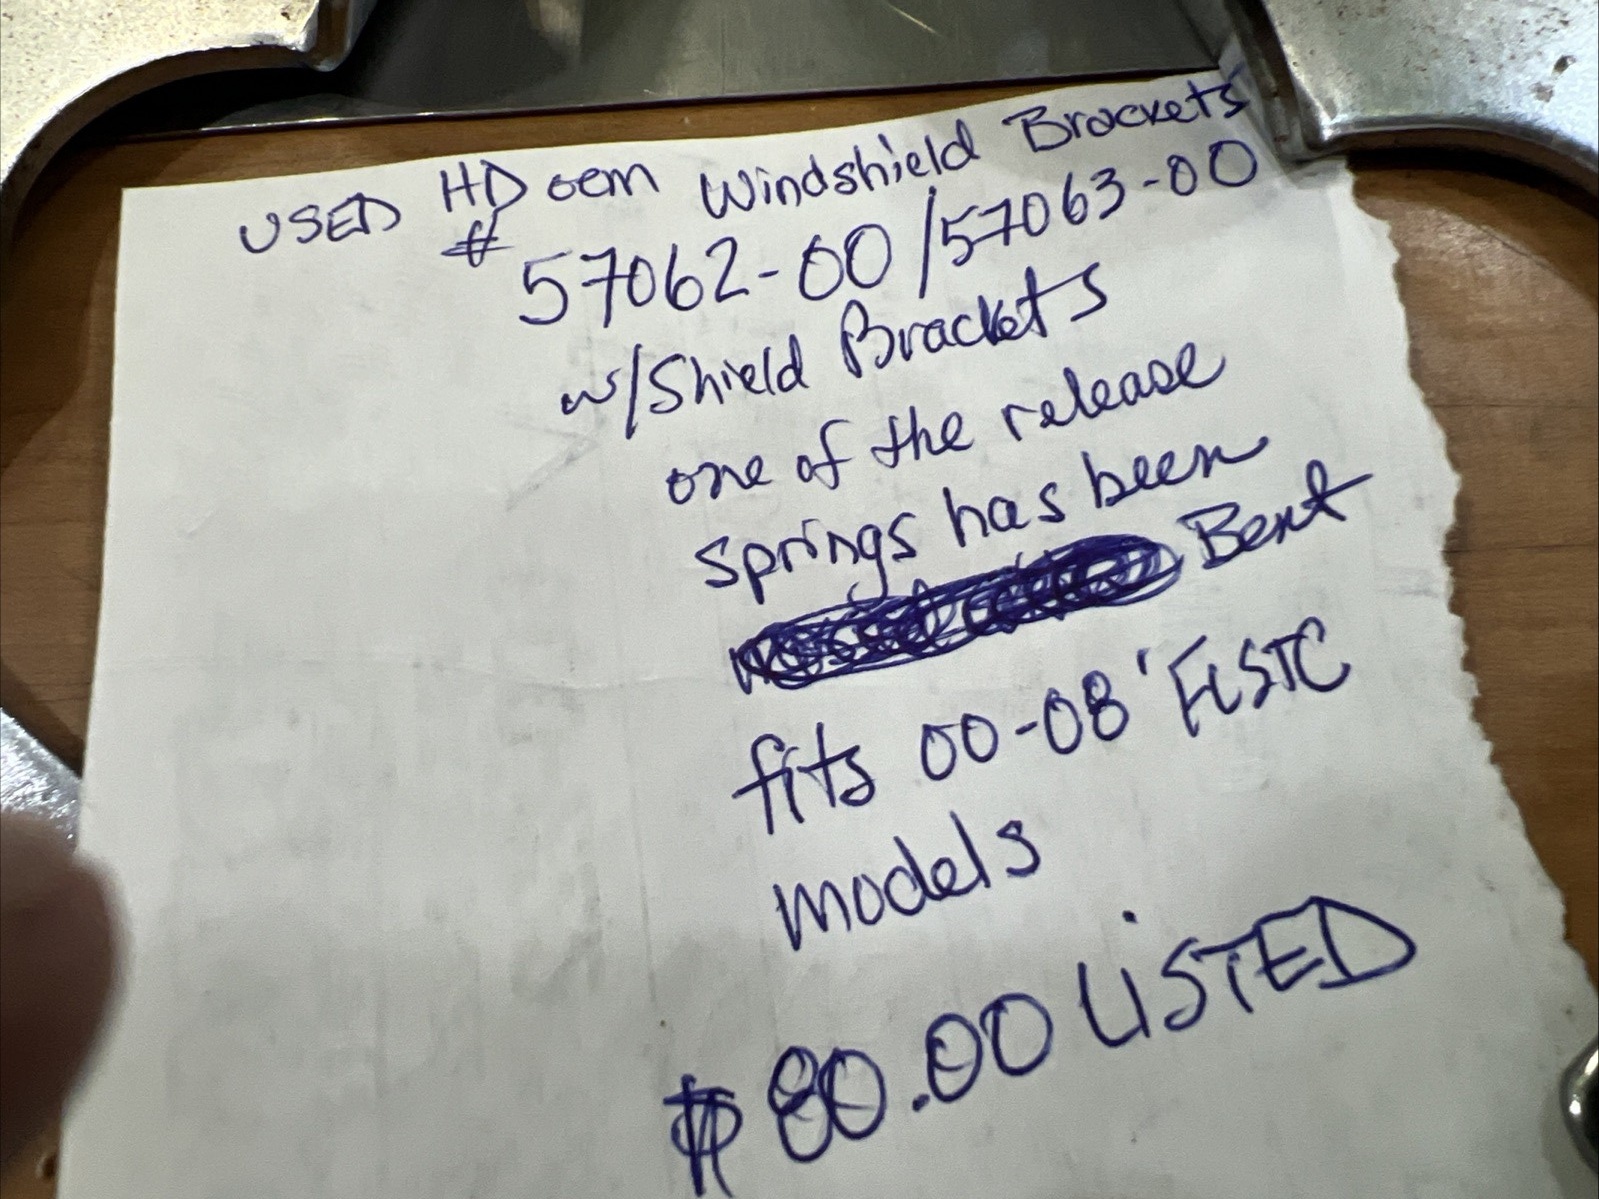 USED HD oem Windshield Brackets
# 57062-00/57063-00
w/Shield Brackets
one of the release
springs has been
Bent
fits 00-08' FLSTC
models
$80.00 LiSTED